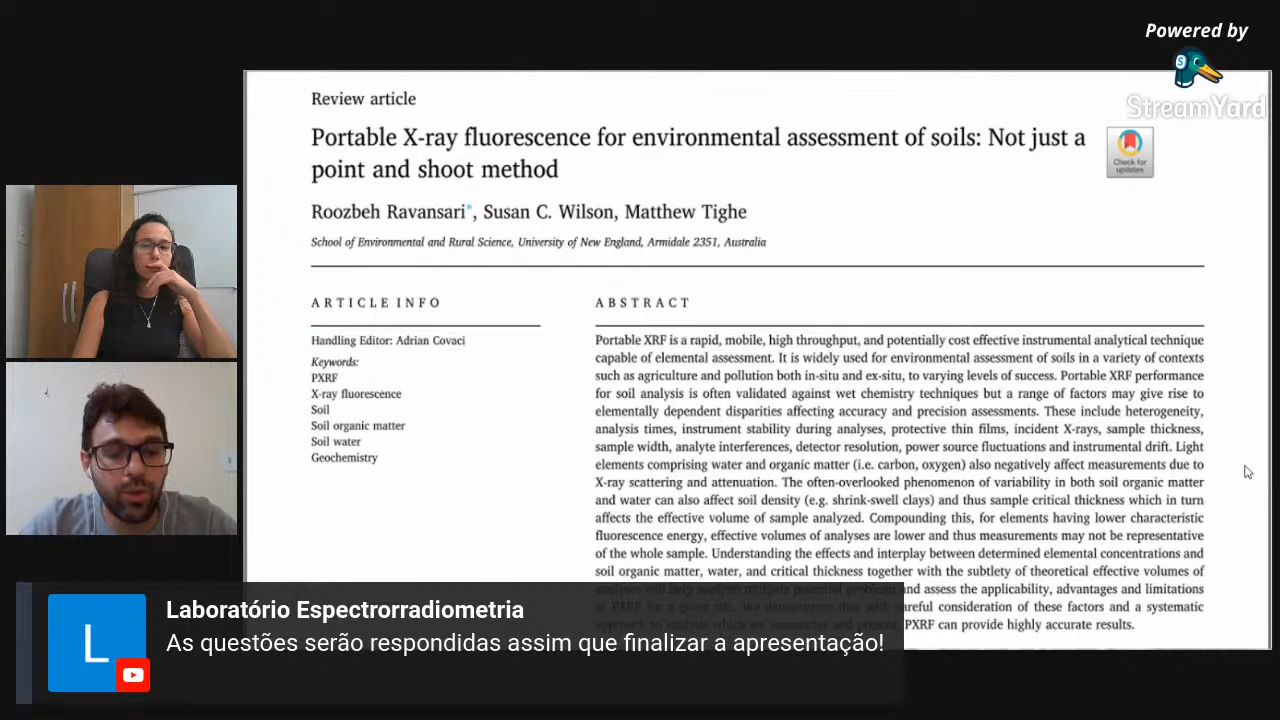 Powered by
StreamYard
Review article
Portable X-ray fluorescence for environmental assessment of soils: Not just a
point and shoot method
Check for
updates
Roozbeh Ravansari*, Susan C. Wilson, Matthew Tighe
School of Environmental and Rural Science, University of New England, Armidale 2351, Australia
ARTICLE INFO
Handling Editor: Adrian Covaci
Keywords:
PXRF
X-ray fluorescence
Soil
Soil organic matter
Soil water
Geochemistry
ABSTRACT
Portable XRF is a rapid, mobile, high throughput, and potentially cost effective instrumental analytical technique
capable of elemental assessment. It is widely used for environmental assessment of soils in a variety of contexts
such as agriculture and pollution both in-situ and ex-situ, to varying levels of success. Portable XRF performance
for soil analysis is often validated against wet chemistry techniques but a range of factors may give rise to
elementally dependent disparities affecting accuracy and precision assessments. These include heterogeneity,
analysis times, instrument stability during analyses, protective thin films, incident X-rays, sample thickness,
sample width, analyte interferences, detector resolution, power source fluctuations and instrumental drift. Light
elements comprising water and organic matter (i.e. carbon, oxygen) also negatively affect measurements due to
X-ray scattering and attenuation. The often-overlooked phenomenon of variability in both soil organic matter
and water can also affect soil density (e.g. shrink-swell clays) and thus sample critical thickness which in turn
affects the effective volume of sample analyzed. Compounding this, for elements having lower characteristic
fluorescence energy, effective volumes of analyses are lower and thus measurements may not be representative
of the whole sample. Understanding the effects and interplay between determined elemental concentrations and
soil organic matter, water, and critical thickness together with the subtlety of theoretical effective volumes of
and assess the applicability, advantages and limitations
careful consideration of these factors and a systematic
PXRF can provide highly accurate results.
L
Laboratório Espectrorradiometria
As questões serão respondidas assim que finalizar a apresentação!